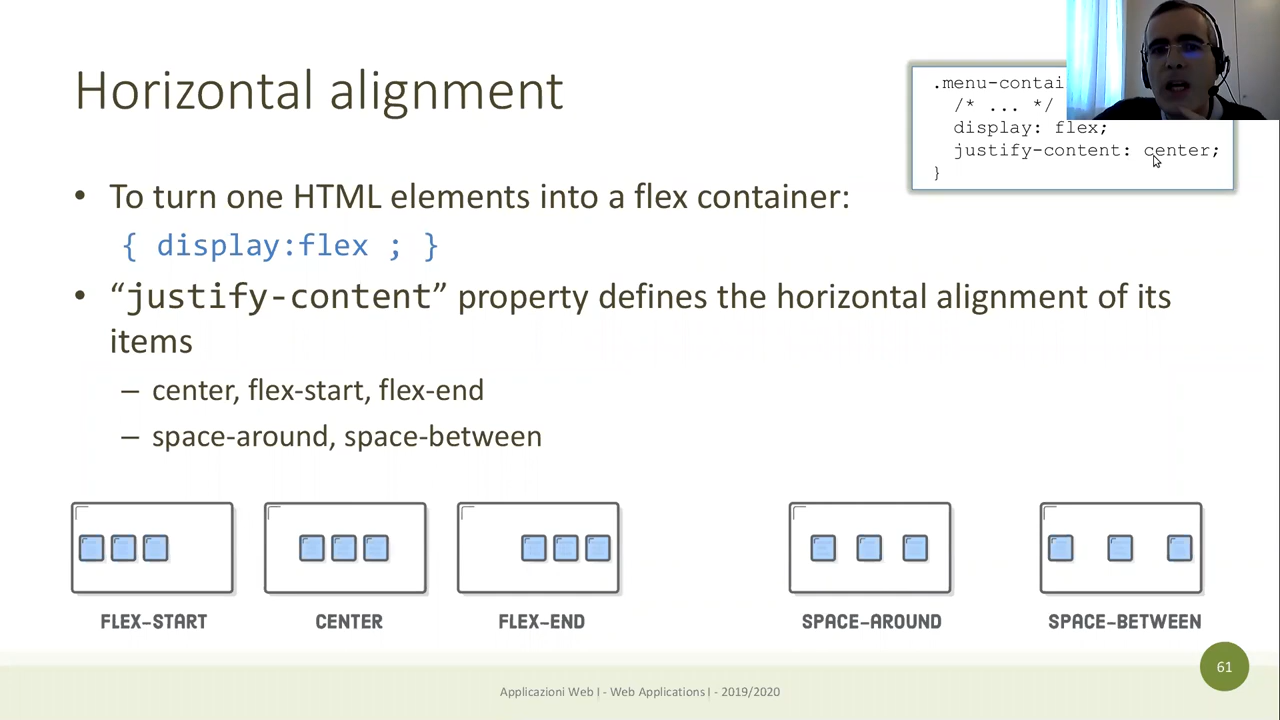 Horizontal alignment
.menu-contai
/* ... */
display: flex;
justify-content: center;
}
• To turn one HTML elements into a flex container:
{ display:flex ; }
• “justify-content” property defines the horizontal alignment of its
items
– center, flex-start, flex-end
– space-around, space-between
FLEX-START
CENTER
FLEX-END
SPACE-AROUND
SPACE-BETWEEN
61
Applicazioni Web I - Web Applications I - 2019/2020